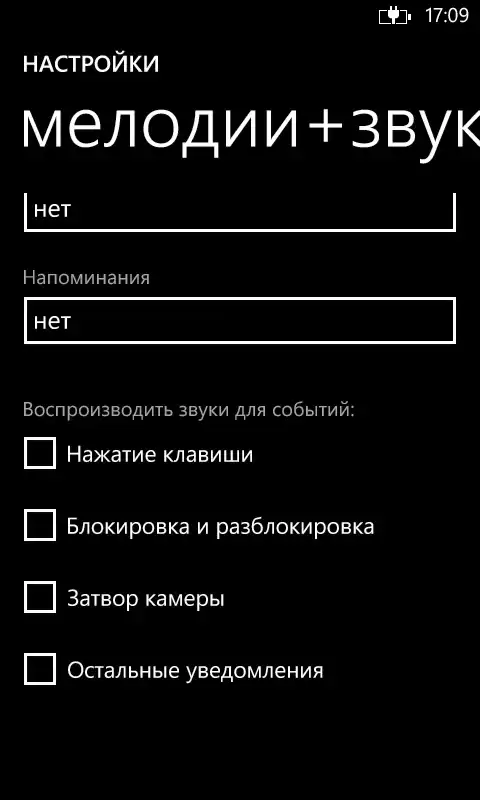 17:09
НАСТРОЙКИ
мелодии+звук
нет
Напоминания
нет
Воспроизводить звуки для событий:
Нажатие клавиши
Блокировка и разблокировка
Затвор камеры
Остальные уведомления